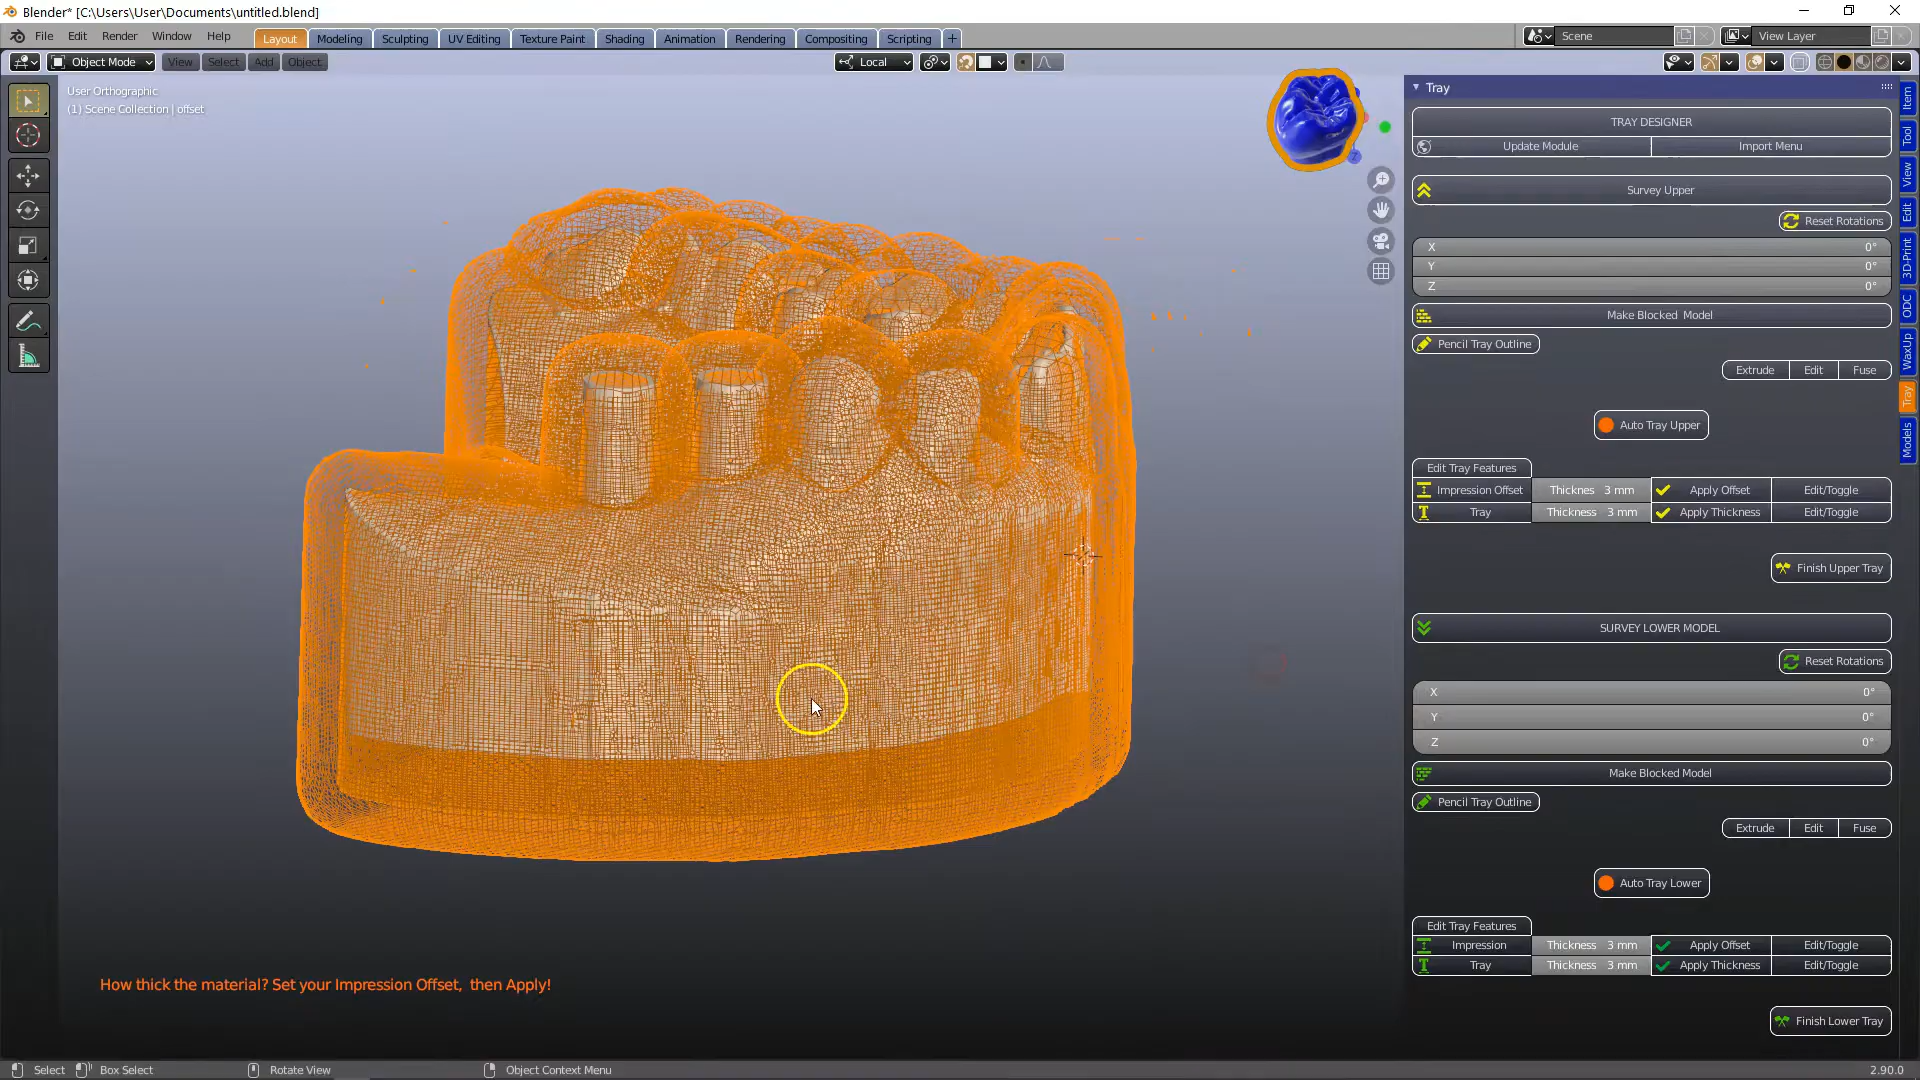 Blender* [C:\Users\User\Documents\untitled.blend]
File Edit Render Window Help Layout Modeling Sculpting UV Editing Texture Paint Shading Animation Rendering Compositing Scripting + Scene View Layer
Object Mode View Select Add Object Local
User Orthographic
(1) Scene Collection | offset
Tray
TRAY DESIGNER
Update Module Import Menu
Survey Upper
Reset Rotations
X 0°
Y 0°
Z 0°
Make Blocked Model
Pencil Tray Outline
Extrude Edit Fuse
Auto Tray Upper
Edit Tray Features
Impression Offset Thicknes 3 mm Apply Offset Edit/Toggle
Tray Thickness 3 mm Apply Thickness Edit/Toggle
Finish Upper Tray
SURVEY LOWER MODEL
Reset Rotations
X 0°
Y 0°
Z 0°
Make Blocked Model
Pencil Tray Outline
Extrude Edit Fuse
Auto Tray Lower
Edit Tray Features
Impression Thickness 3 mm Apply Offset Edit/Toggle
Tray Thickness 3 mm Apply Thickness Edit/Toggle
Finish Lower Tray
Item
Tool
View
Edit
3D-Print
ODC
WaxUp
Tray
Models
Z
How thick the material? Set your Impression Offset, then Apply!
Select Box Select Rotate View Object Context Menu 2.90.0